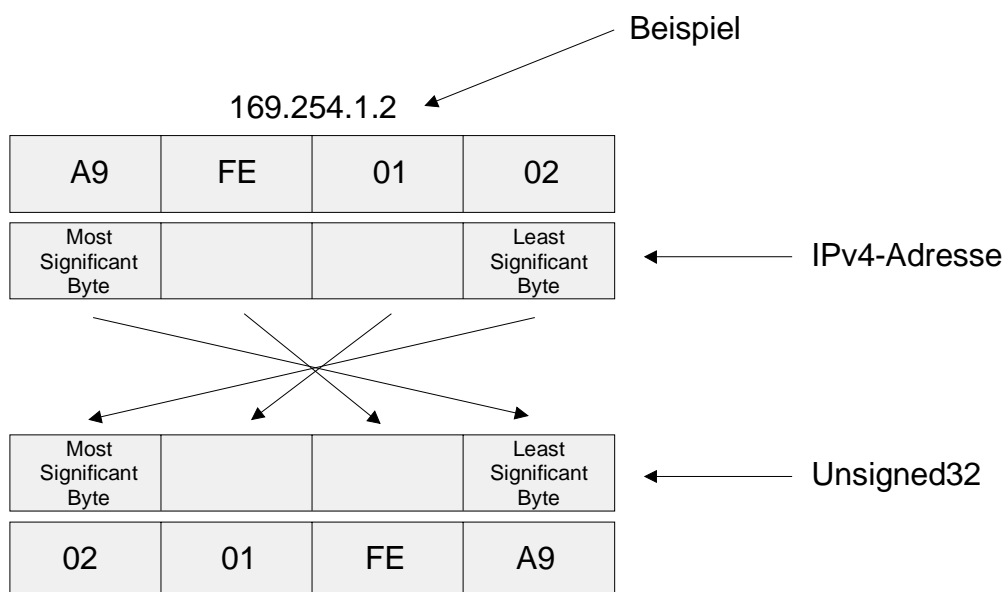 Beispiel
169.254.1.2
A9 FE 01 02
Most Least
Significant Significant
Byte Byte
IPv4-Adresse
Most Least
Significant Significant
Byte Byte
Unsigned32
02 01 FE A9